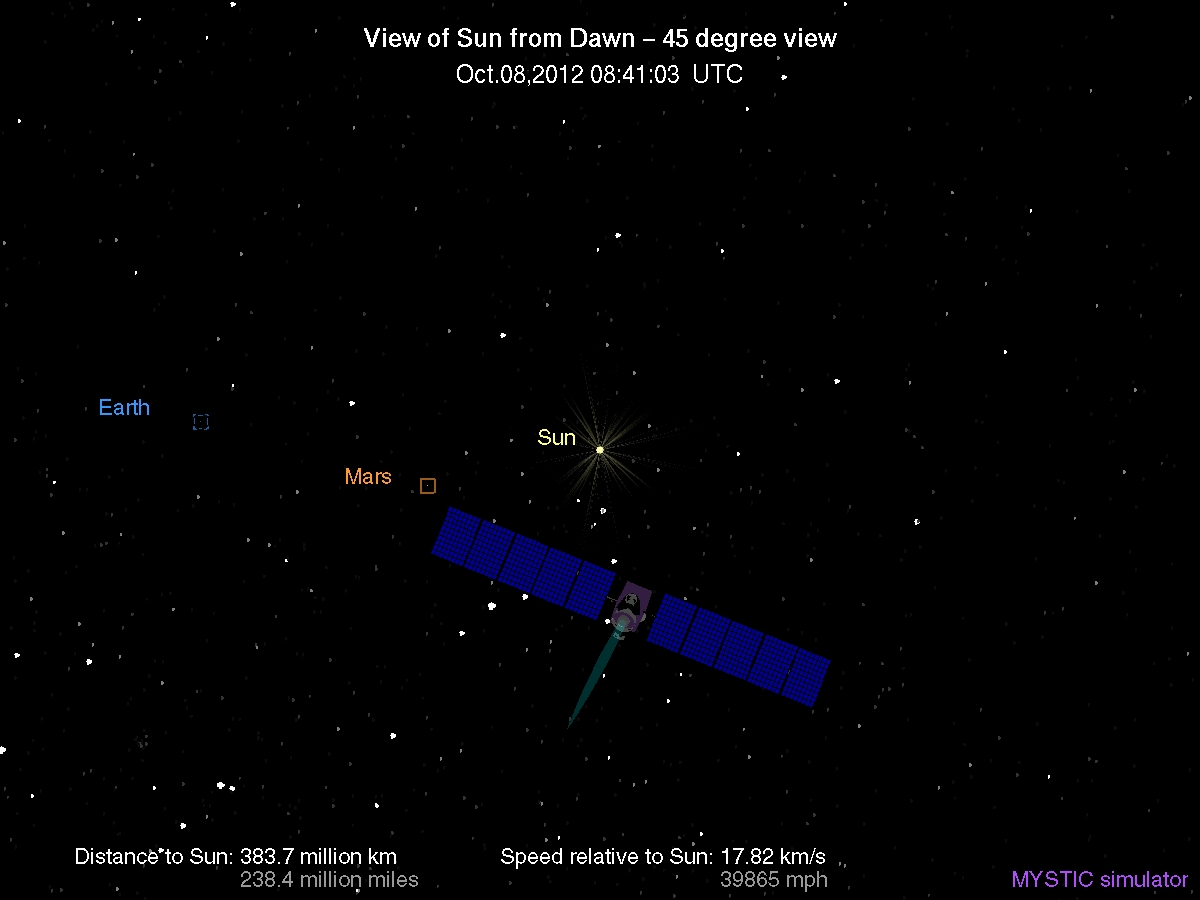 View of Sun from Dawn – 45 degree view
Oct.08,2012 08:41:03 UTC
Earth
Sun
Mars
Distance to Sun: 383.7 million km
238.4 million miles
Speed relative to Sun: 17.82 km/s
39865 mph
MYSTIC simulator